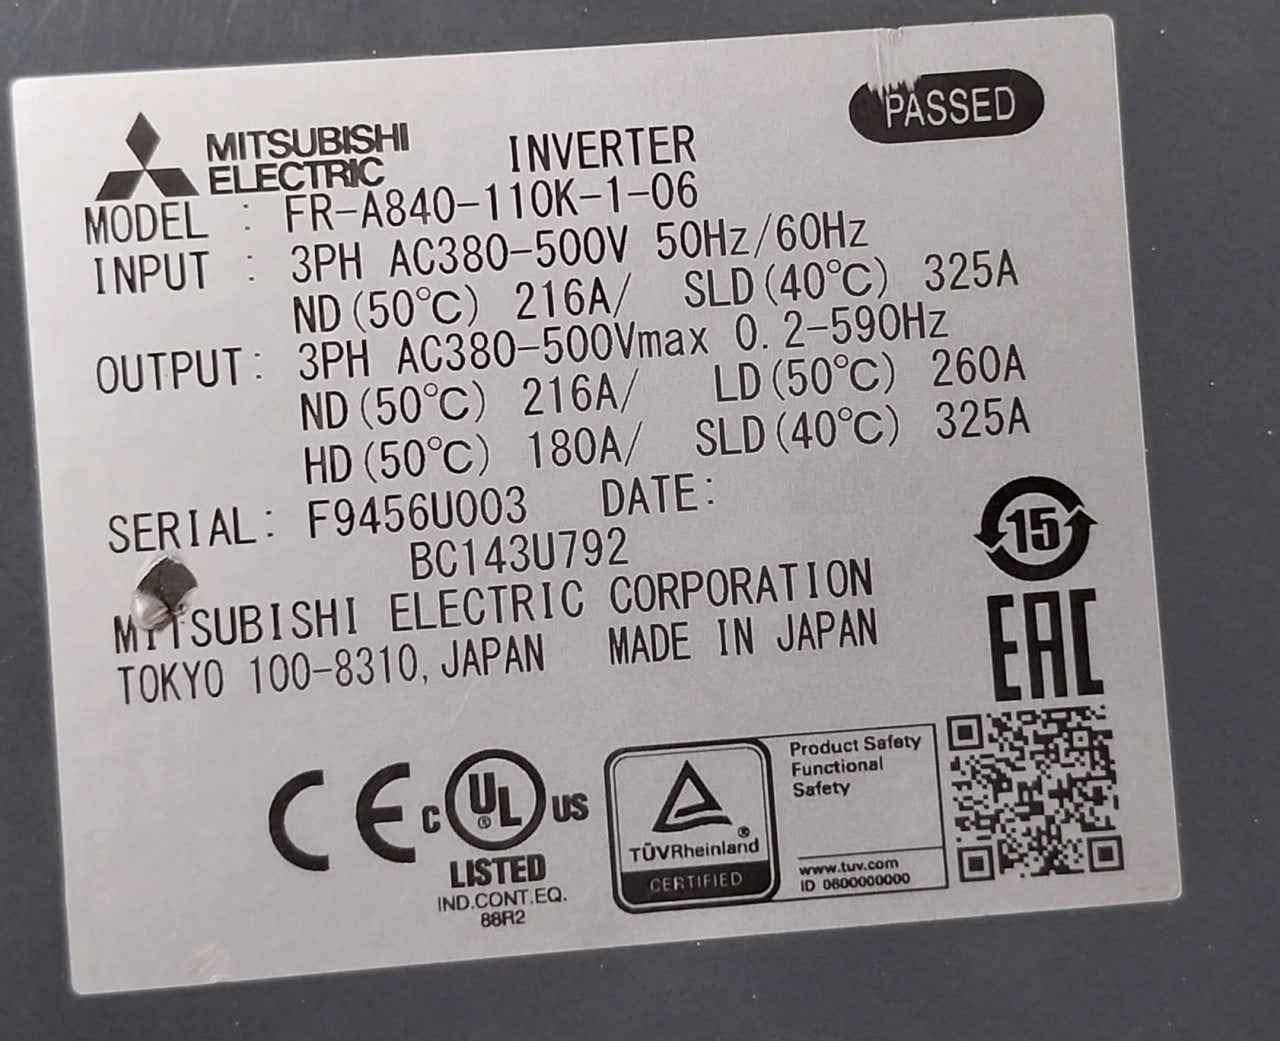 PASSED
MITSUBISHI
ELECTRIC
INVERTER
MODEL : FR-A840-110K-1-06
INPUT : 3PH AC380-500V 50Hz/60Hz
ND(50℃) 216A/ SLD(40℃) 325A
OUTPUT: 3PH AC380-500Vmax 0.2-590Hz
ND(50℃) 216A/ LD(50℃) 260A
HD(50℃) 180A/ SLD(40℃) 325A
SERIAL: F9456U003 DATE:
BC143U792
MITSUBISHI ELECTRIC CORPORATION
TOKYO 100-8310, JAPAN MADE IN JAPAN
15
EAC
CE
c UL ® US
LISTED
IND.CONT.EQ.
88R2
TÜVRheinland ®
CERTIFIED
Product Safety
Functional
Safety
www.tuv.com
ID 0600000000